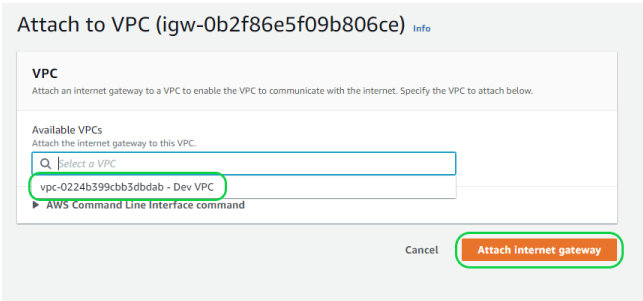 Attach to VPC (igw-0b2f86e5f09b806ce) Info
VPC
Attach an internet gateway to a VPC to enable the VPC to communicate with the internet. Specify the VPC to attach below.
Available VPCs
Attach the internet gateway to this VPC.
Select a VPC
vpc-0224b399cbb3dbdab - Dev VPC
AWS Command Line Interface command
Cancel Attach internet gateway